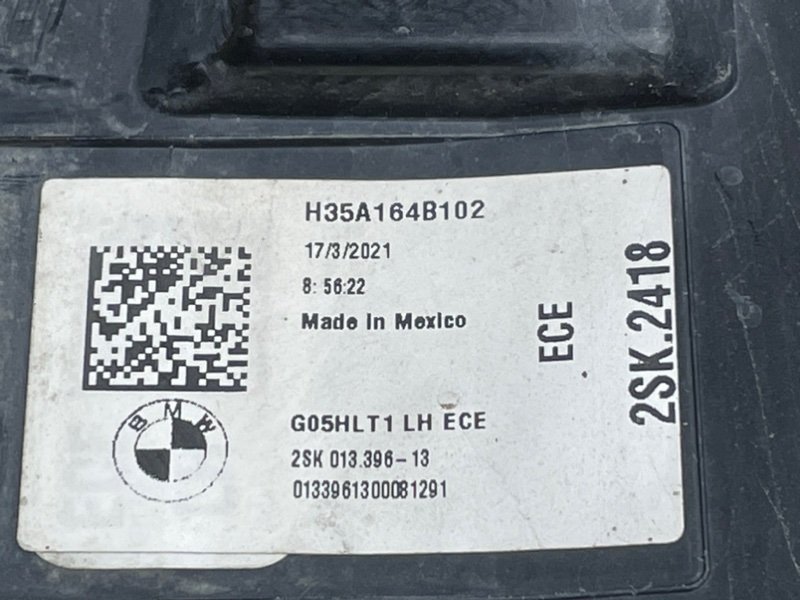 H35A164B102
17/3/2021
8:56:22
Made in Mexico
ECE
2SK.2418
BMW
G05HLT1 LH ECE
2SK 013.396-13
0133961300081291